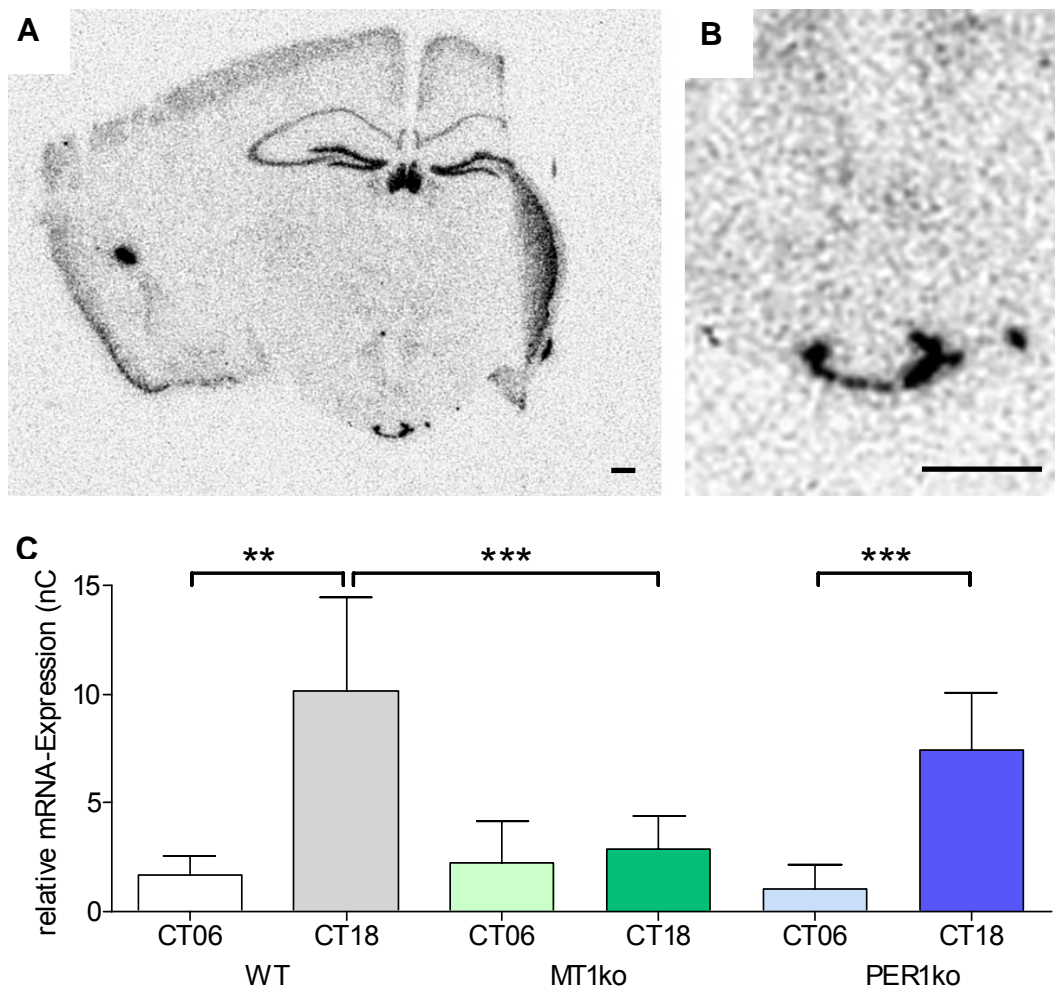 A
B
C
** *** ***
relative mRNA-Expression (nC
15
10
5
0
CT06 CT18 CT06 CT18 CT06 CT18
WT MT1ko PER1ko